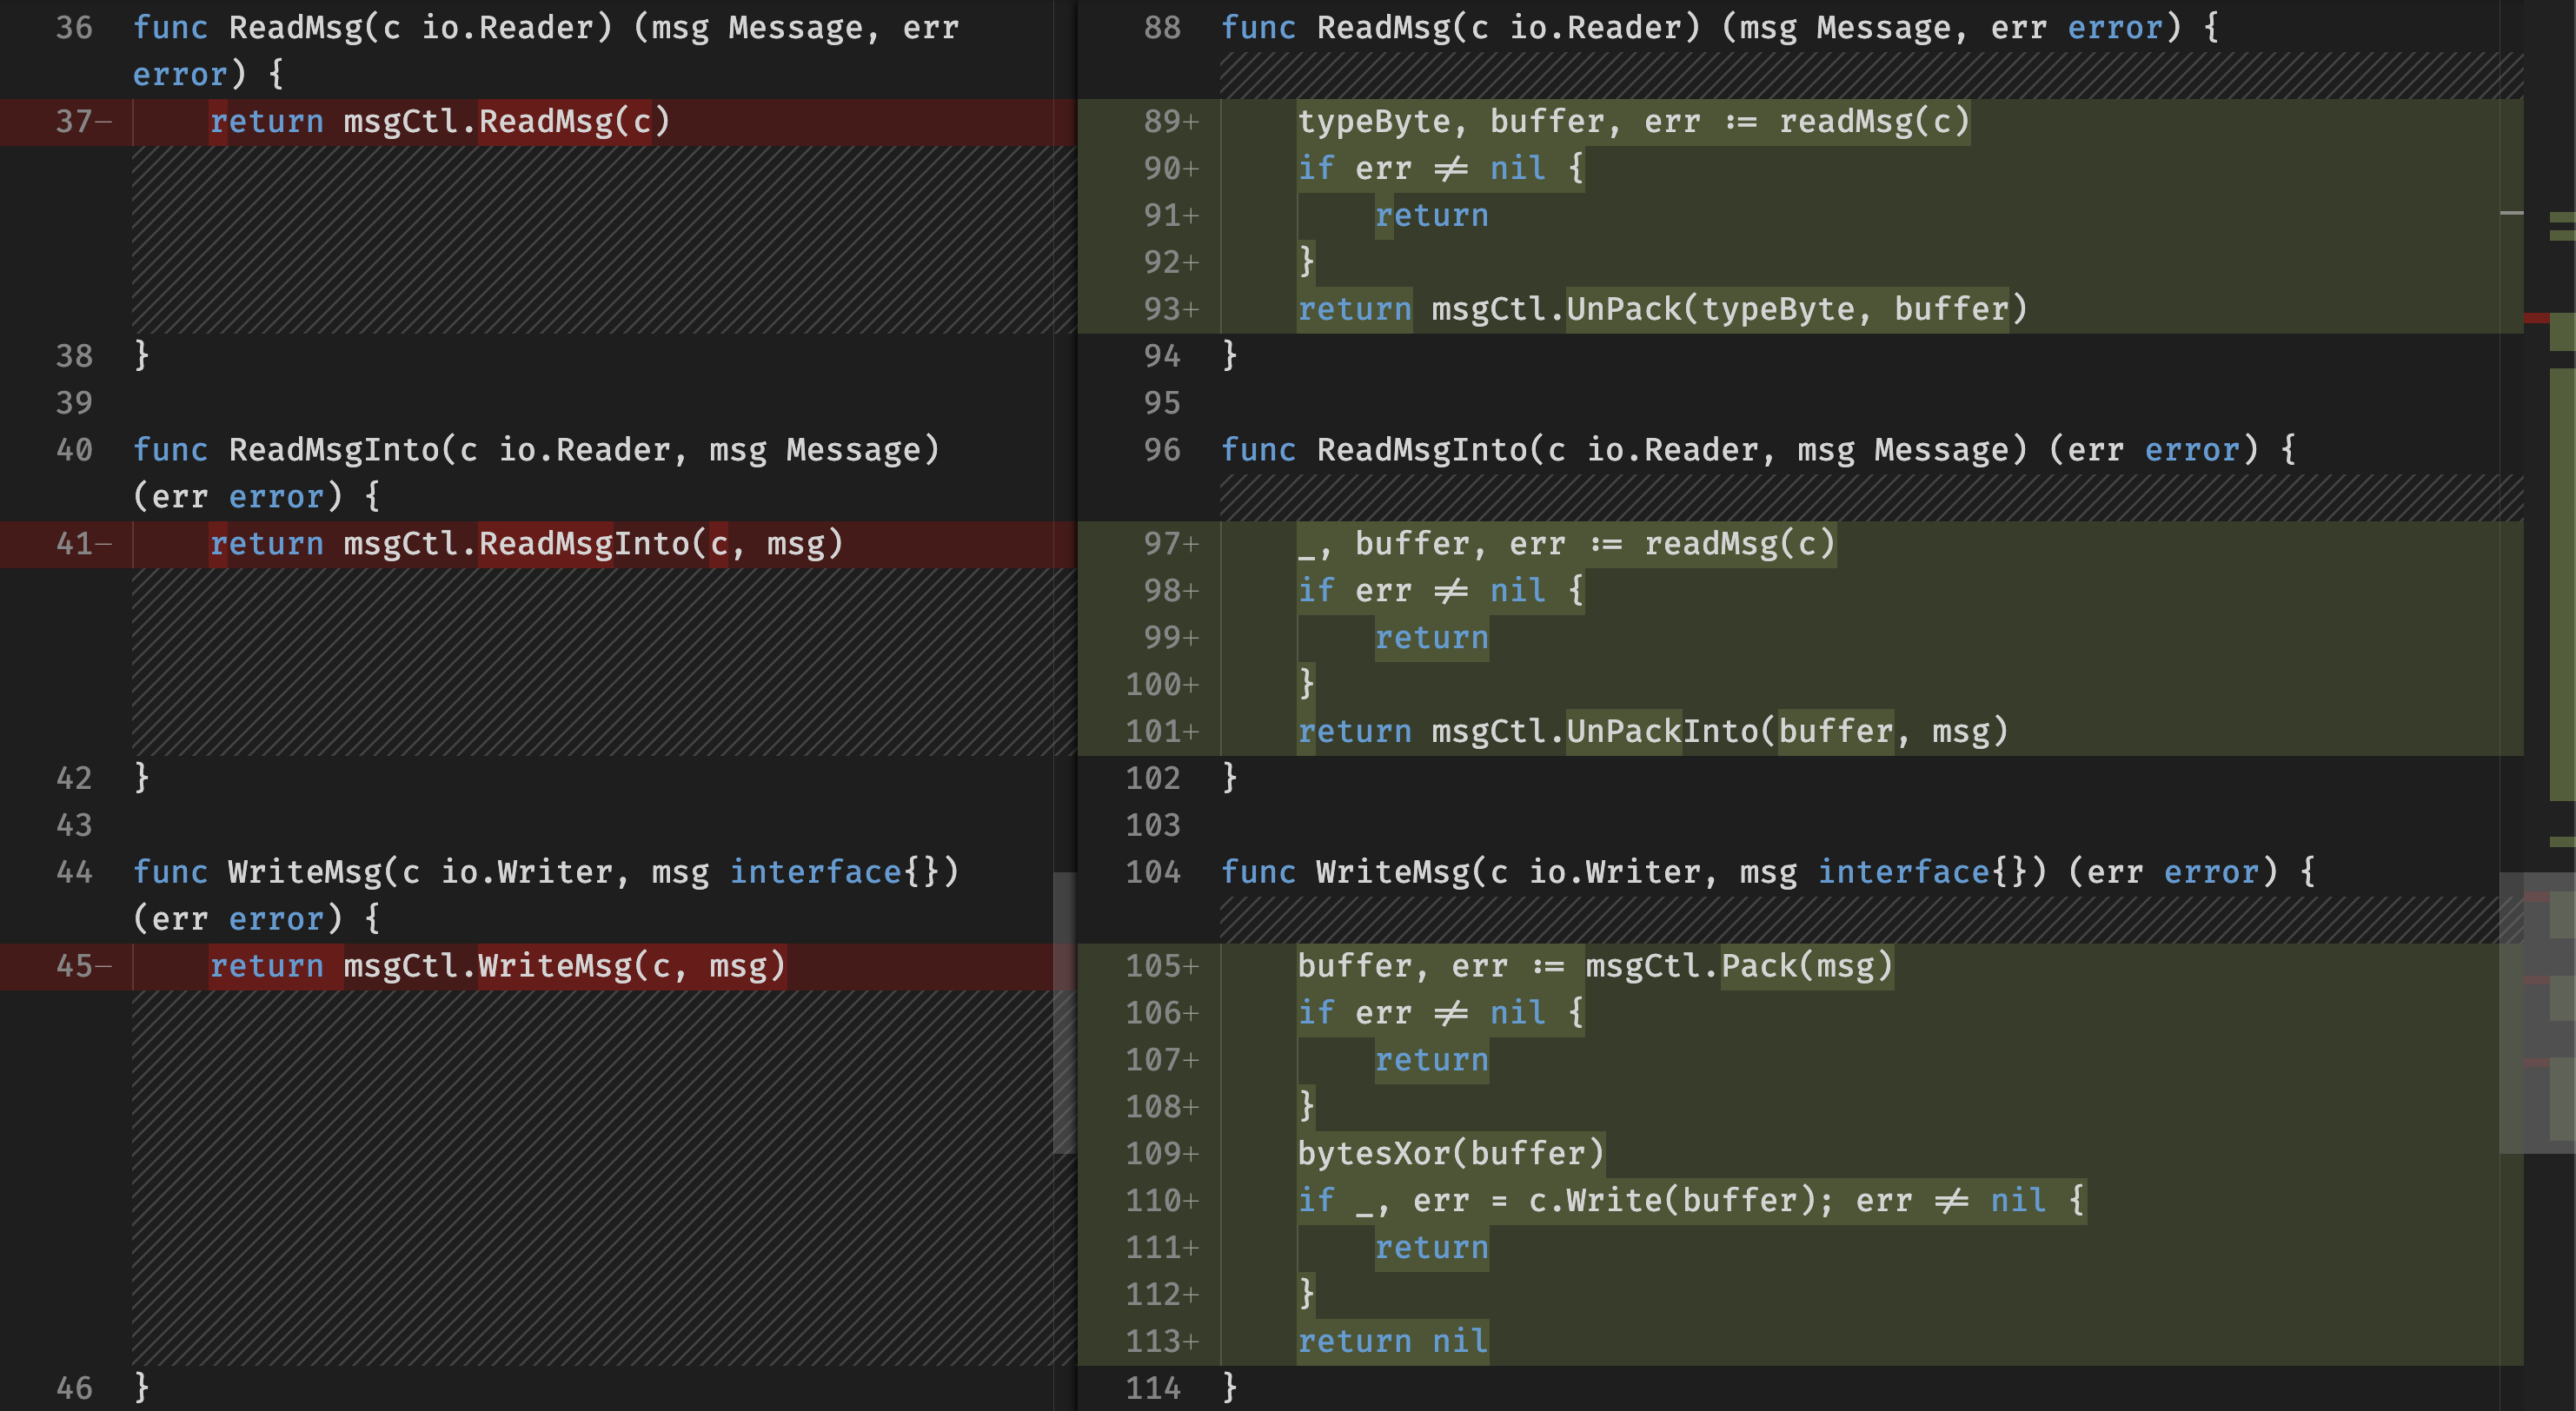 36 func ReadMsg(c io.Reader) (msg Message, err
error) {
37− return msgCtl.ReadMsg(c)
38 }
39
40 func ReadMsgInto(c io.Reader, msg Message)
(err error) {
41− return msgCtl.ReadMsgInto(c, msg)
42 }
43
44 func WriteMsg(c io.Writer, msg interface{})
(err error) {
45− return msgCtl.WriteMsg(c, msg)
46 }
88 func ReadMsg(c io.Reader) (msg Message, err error) {
89+ typeByte, buffer, err := readMsg(c)
90+ if err != nil {
91+ return
92+ }
93+ return msgCtl.UnPack(typeByte, buffer)
94 }
95
96 func ReadMsgInto(c io.Reader, msg Message) (err error) {
97+ _, buffer, err := readMsg(c)
98+ if err != nil {
99+ return
100+ }
101+ return msgCtl.UnPackInto(buffer, msg)
102 }
103
104 func WriteMsg(c io.Writer, msg interface{}) (err error) {
105+ buffer, err := msgCtl.Pack(msg)
106+ if err != nil {
107+ return
108+ }
109+ bytesXor(buffer)
110+ if _, err = c.Write(buffer); err != nil {
111+ return
112+ }
113+ return nil
114 }